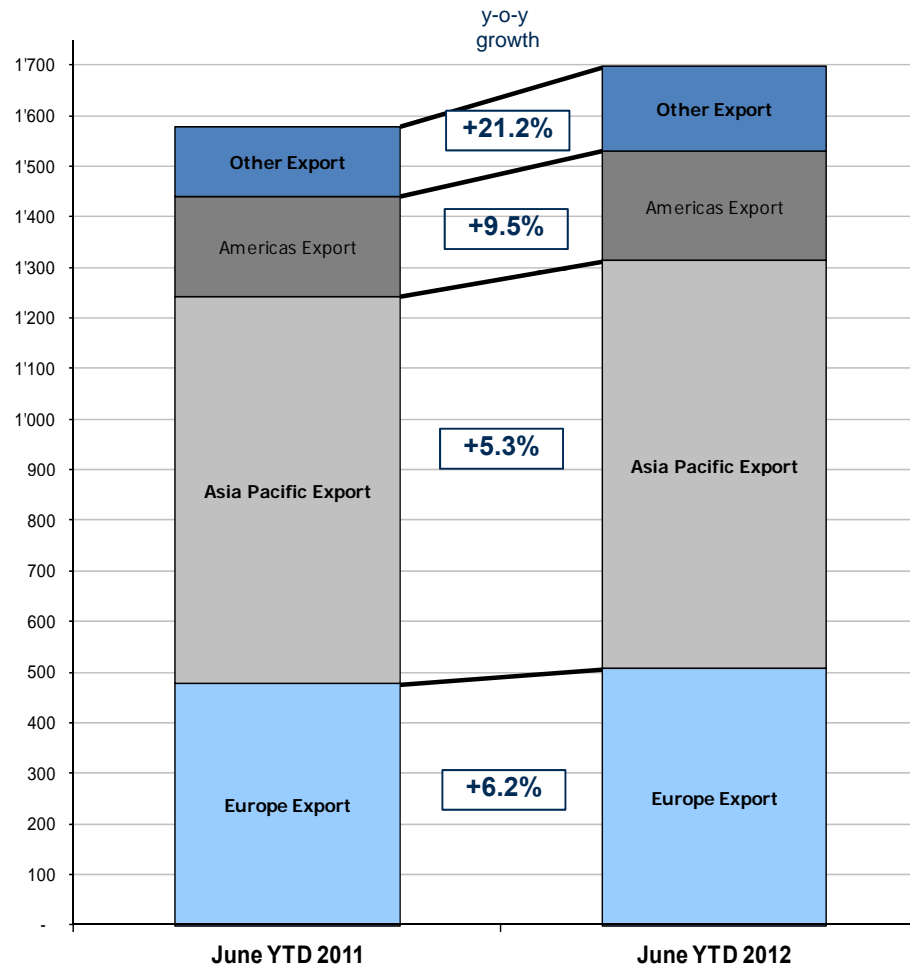 y-o-y
growth
1'700
1'600
1'500
1'400
1'300
1'200
1'100
1'000
900
800
700
600
500
400
300
200
100
-
Other Export
Americas Export
Asia Pacific Export
Europe Export
+21.2%
+9.5%
+5.3%
+6.2%
Other Export
Americas Export
Asia Pacific Export
Europe Export
June YTD 2011
June YTD 2012